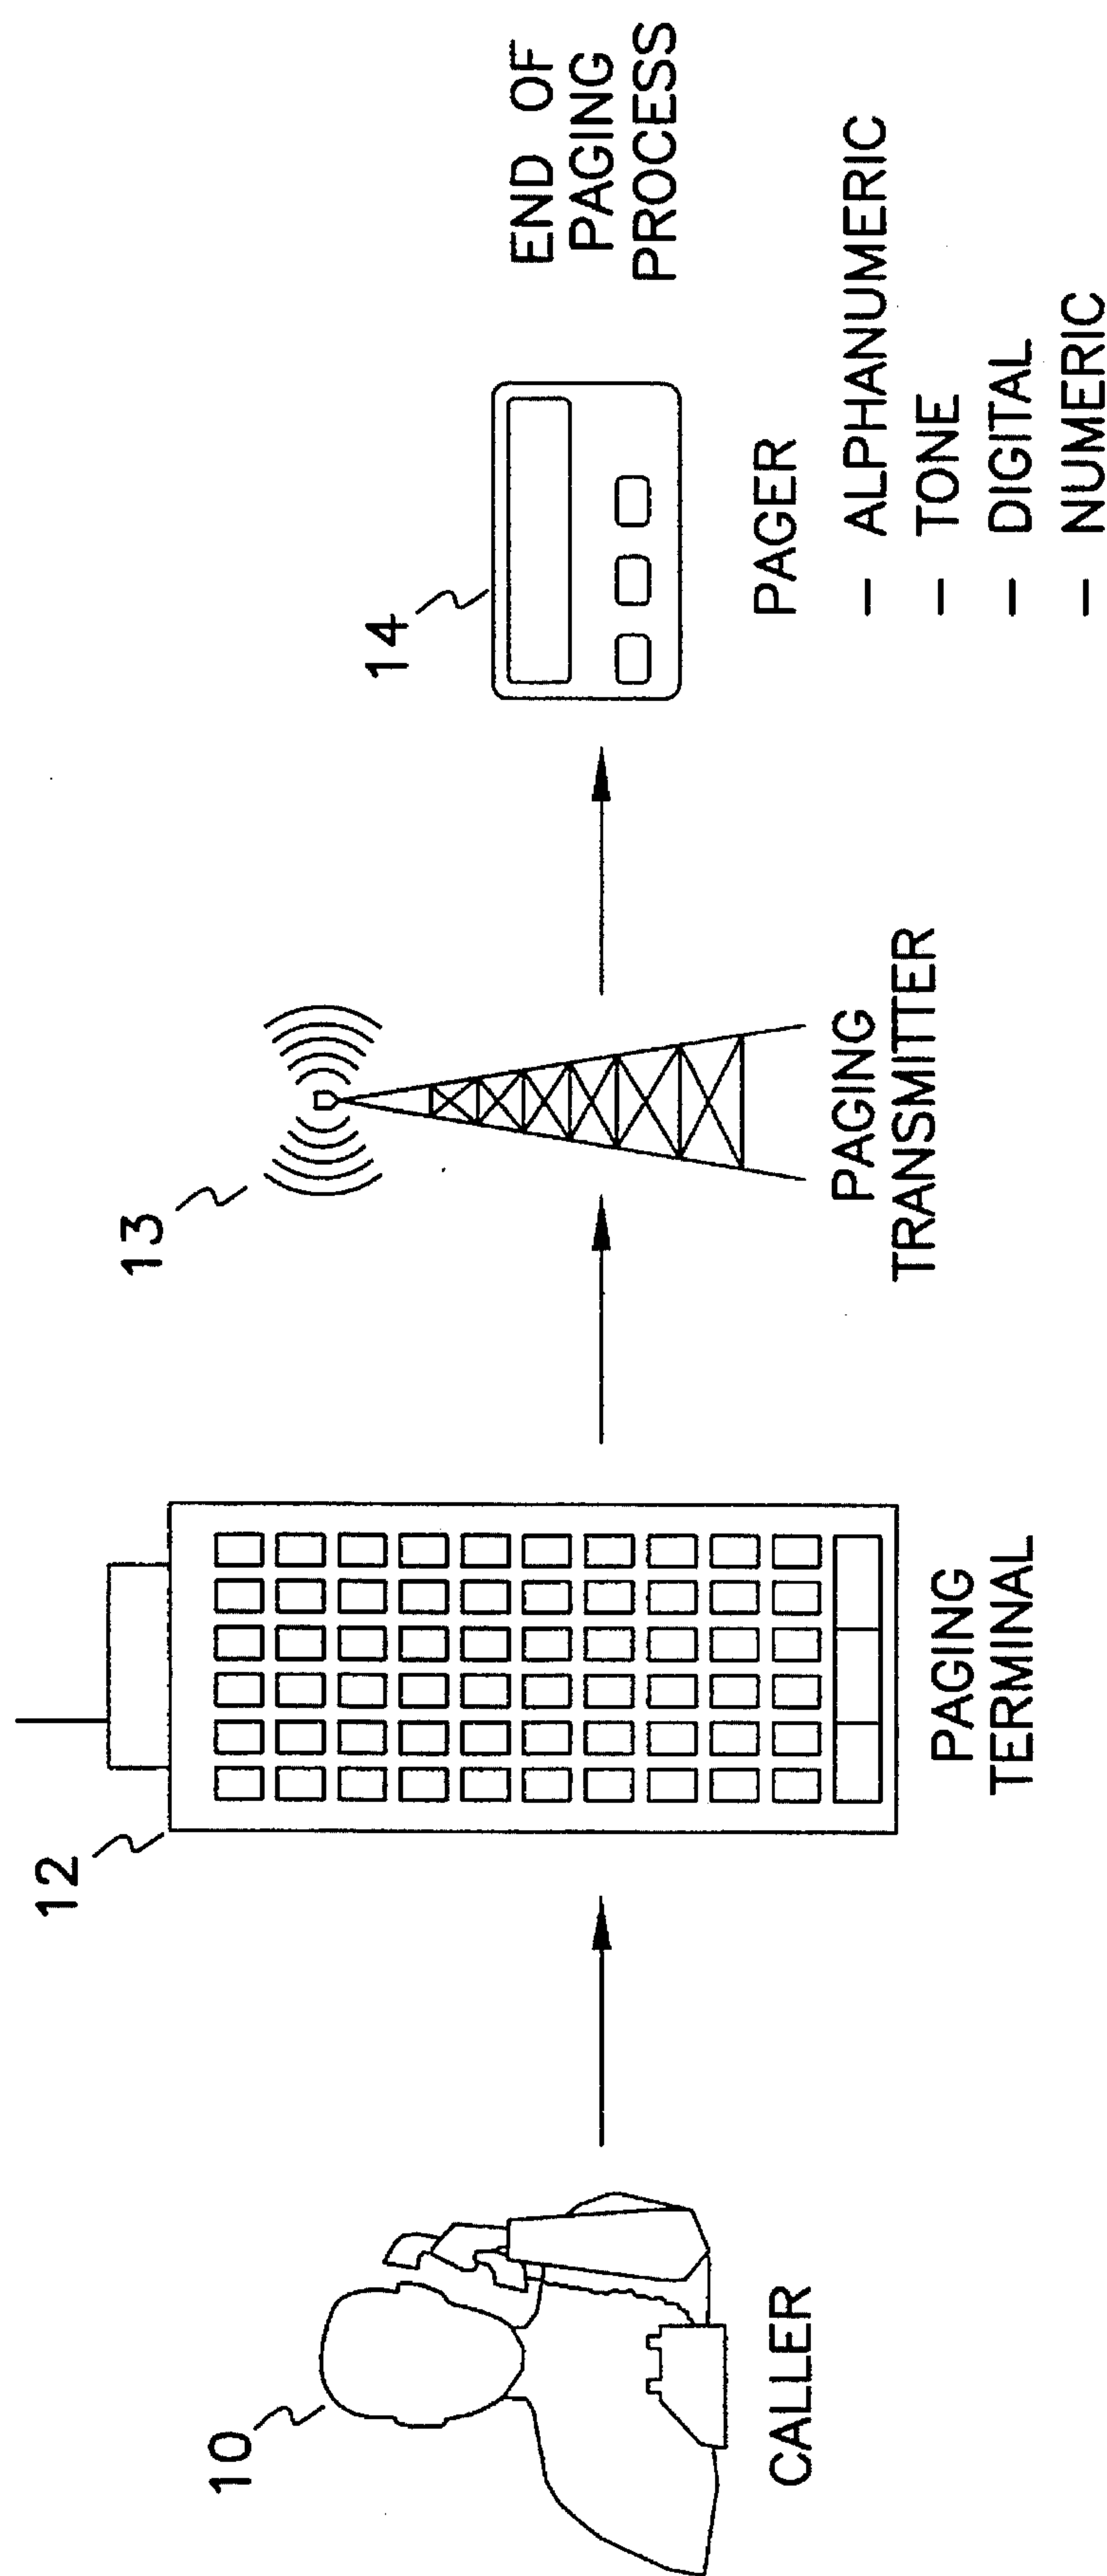 10
CALLER
12
PAGING
TERMINAL
13
PAGING
TRANSMITTER
14
PAGER
- ALPHANUMERIC
- TONE
- DIGITAL
- NUMERIC
END OF
PAGING
PROCESS